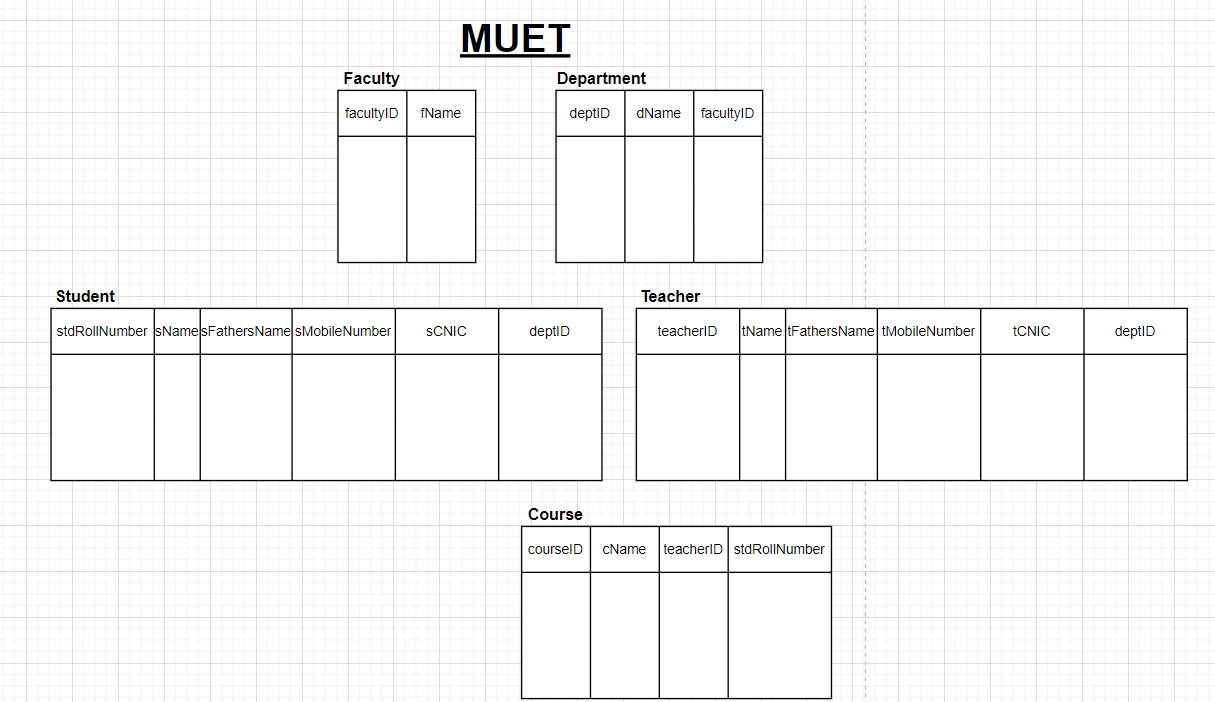 MUET
Faculty
Department
facultyID fName
deptID dName facultyID
Student
Teacher
stdRollNumber sName sFathersName sMobileNumber sCNIC deptID
teacherID tName tFathersName tMobileNumber tCNIC deptID
Course
courseID cName teacherID stdRollNumber